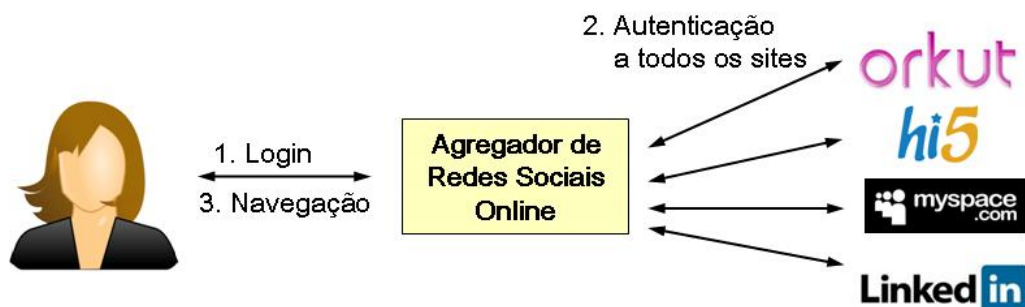 2. Autenticação
a todos os sites
orkut
hi5
1. Login
3. Navegação
Agregador de
Redes Sociais
Online
myspace
.com
Linked in